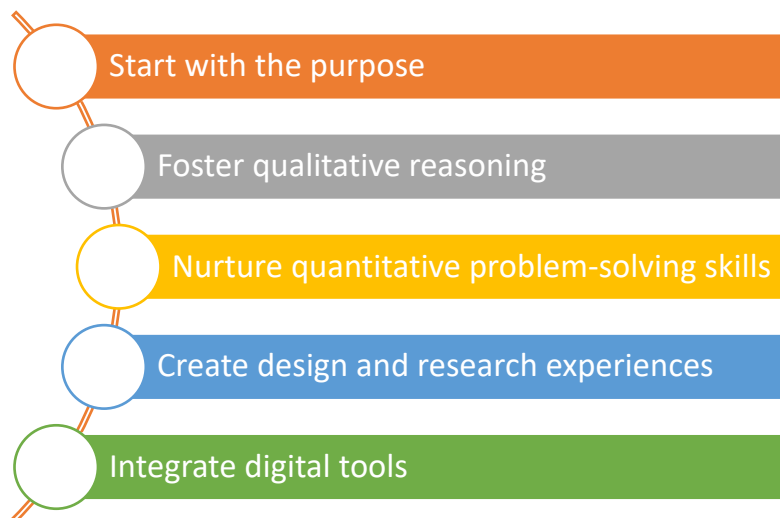 Start with the purpose
Foster qualitative reasoning
Nurture quantitative problem-solving skills
Create design and research experiences
Integrate digital tools